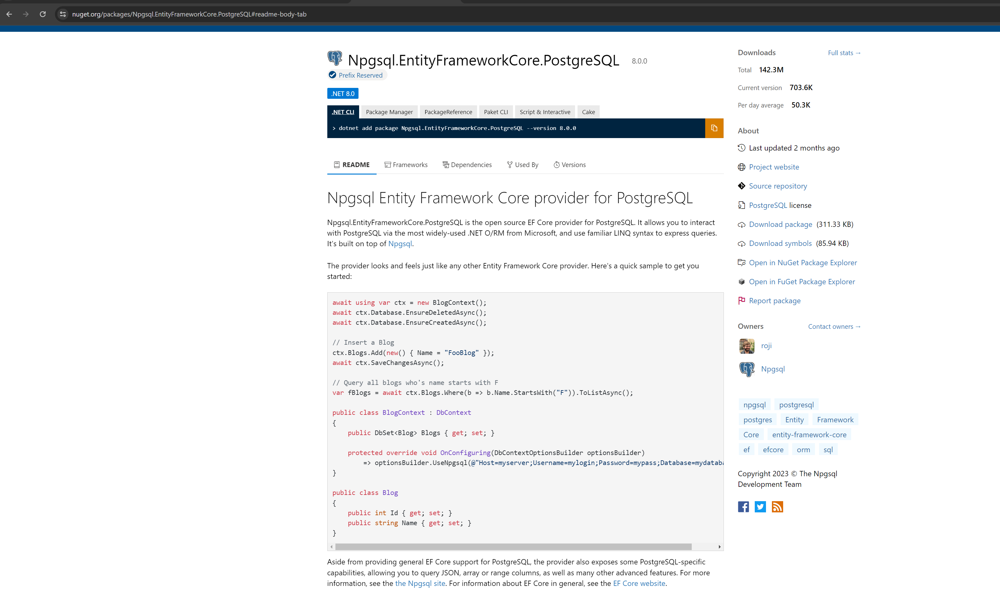 nuget.org/packages/Npgsql.EntityFrameworkCore.PostgreSQL#readme-body-tab
Npgsql.EntityFrameworkCore.PostgreSQL 8.0.0
Prefix Reserved
.NET 8.0
.NET CLI Package Manager PackageReference Paket CLI Script & Interactive Cake
> dotnet add package Npgsql.EntityFrameworkCore.PostgreSQL --version 8.0.0
README Frameworks Dependencies Used By Versions
Npgsql Entity Framework Core provider for PostgreSQL
Npgsql.EntityFrameworkCore.PostgreSQL is the open source EF Core provider for PostgreSQL. It allows you to interact
with PostgreSQL via the most widely-used .NET O/RM from Microsoft, and use familiar LINQ syntax to express queries.
It's built on top of Npgsql.
The provider looks and feels just like any other Entity Framework Core provider. Here's a quick sample to get you
started:
await using var ctx = new BlogContext();
await ctx.Database.EnsureDeletedAsync();
await ctx.Database.EnsureCreatedAsync();
// Insert a Blog
ctx.Blogs.Add(new() { Name = "FooBlog" });
await ctx.SaveChangesAsync();
// Query all blogs who's name starts with F
var fBlogs = await ctx.Blogs.Where(b => b.Name.StartsWith("F")).ToListAsync();
public class BlogContext : DbContext
{
public DbSet<Blog> Blogs { get; set; }
protected override void OnConfiguring(DbContextOptionsBuilder optionsBuilder)
=> optionsBuilder.UseNpgsql(@"Host=myserver;Username=mylogin;Password=mypass;Database=mydataba
}
public class Blog
{
public int Id { get; set; }
public string Name { get; set; }
}
Aside from providing general EF Core support for PostgreSQL, the provider also exposes some PostgreSQL-specific
capabilities, allowing you to query JSON, array or range columns, as well as many other advanced features. For more
information, see the the Npgsql site. For information about EF Core in general, see the EF Core website.
Downloads Full stats →
Total 142.3M
Current version 703.6K
Per day average 50.3K
About
Last updated 2 months ago
Project website
Source repository
PostgreSQL license
Download package (311.33 KB)
Download symbols (85.94 KB)
Open in NuGet Package Explorer
Open in FuGet Package Explorer
Report package
Owners Contact owners →
roji
Npgsql
npgsql postgresql
postgres Entity Framework
Core entity-framework-core
ef efcore orm sql
Copyright 2023 © The Npgsql
Development Team